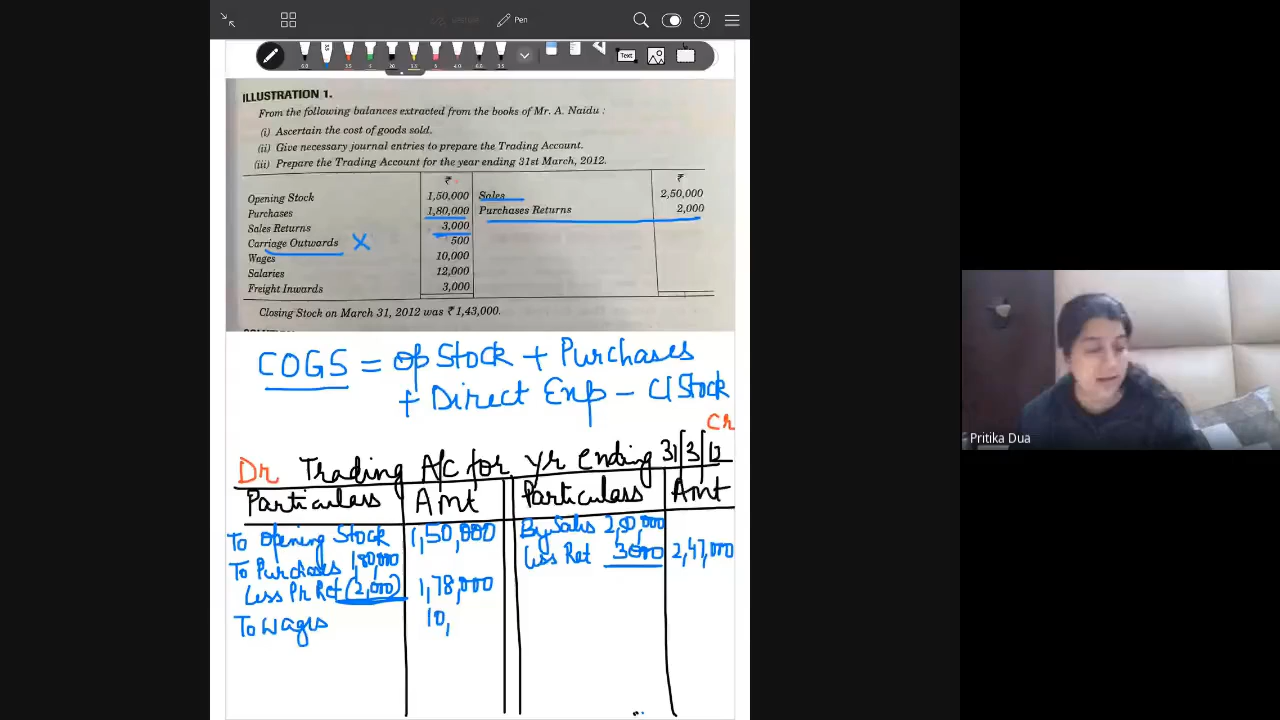 Pen
Text
ILLUSTRATION 1.
From the following balances extracted from the books of Mr. A. Naidu :
(i) Ascertain the cost of goods sold.
(ii) Give necessary journal entries to prepare the Trading Account.
(iii) Prepare the Trading Account for the year ending 31st March, 2012.
₹ ₹
Opening Stock 1,50,000 Sales 2,50,000
Purchases 1,80,000 Purchases Returns 2,000
Sales Returns 3,000
Carriage Outwards X 500
Wages 10,000
Salaries 12,000
Freight Inwards 3,000
Closing Stock on March 31, 2012 was ₹ 1,43,000.
COGS = op Stock + Purchases
+ Direct Exp - Cl Stock
Cr
Dr Trading A/C for yr ending 31/3/12
Particulars Amt Particulars Amt
To Opening Stock 1,50,000 By Sales 2,50,000
To Purchases 1,80,000 Less Ret 3000 2,47,000
Less Pr Ret (2,000) 1,78,000
To Wages 10,
Pritika Dua